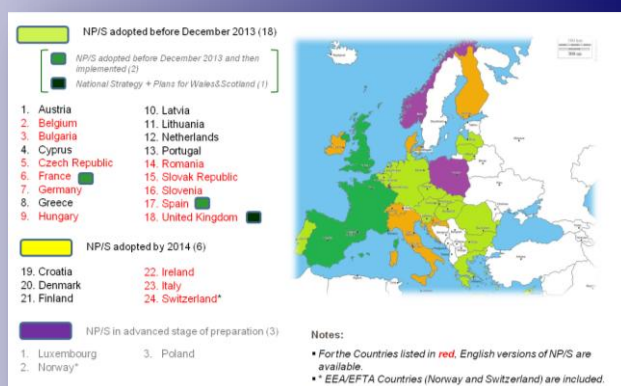 NP/S adopted before December 2013 (18)
NP/S adopted before December 2013 and then
implemented (2)
National Strategy + Plans for Wales&Scotland (1)
1. Austria
2. Belgium
3. Bulgaria
4. Cyprus
5. Czech Republic
6. France
7. Germany
8. Greece
9. Hungary
10. Latvia
11. Lithuania
12. Netherlands
13. Portugal
14. Romania
15. Slovak Republic
16. Slovenia
17. Spain
18. United Kingdom
NP/S adopted by 2014 (6)
19. Croatia
20. Denmark
21. Finland
22. Ireland
23. Italy
24. Switzerland*
NP/S in advanced stage of preparation (3)
1. Luxembourg
2. Norway*
3. Poland
Notes:
▪ For the Countries listed in red, English versions of NP/S are
available.
▪ * EEA/EFTA Countries (Norway and Switzerland) are included.